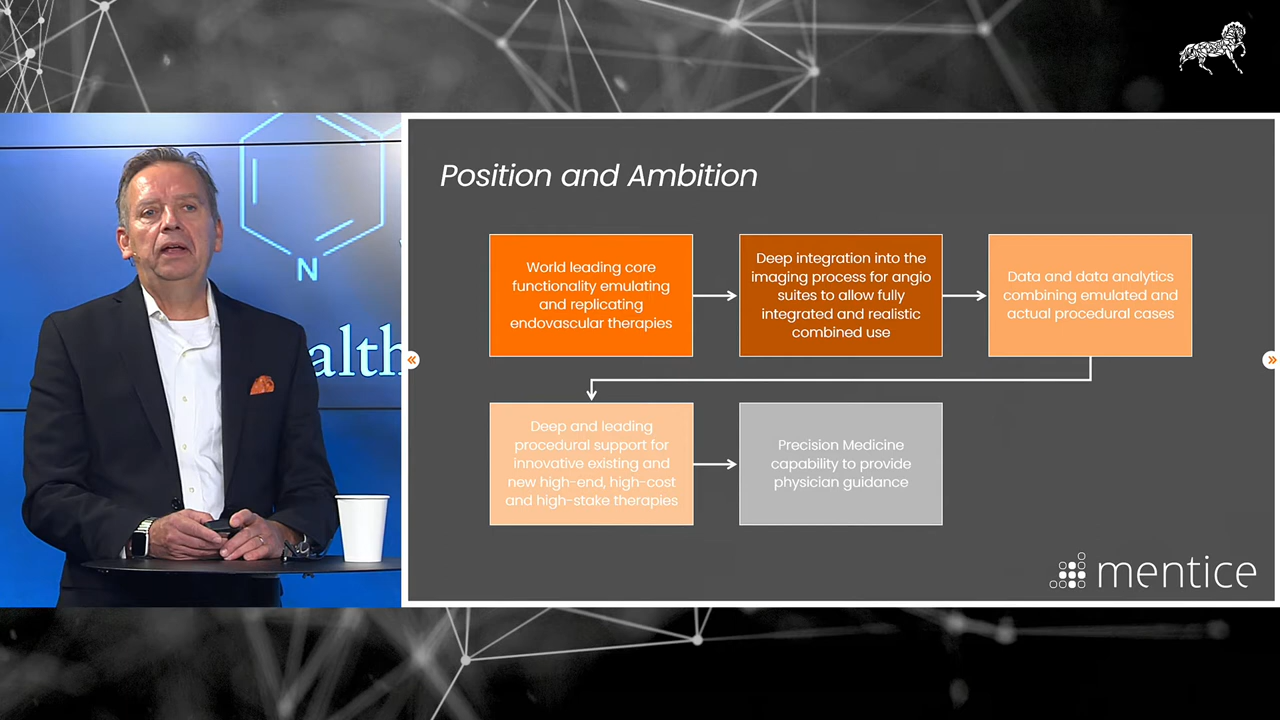 N
alth
Position and Ambition
World leading core
functionality emulating
and replicating
endovascular therapies
Deep integration into the
imaging process for angio
suites to allow fully
integrated and realistic
combined use
Data and data analytics
combining emulated and
actual procedural cases
Deep and leading
procedural support for
innovative existing and
new high-end, high-cost
and high-stake therapies
Precision Medicine
capability to provide
physician guidance
mentice